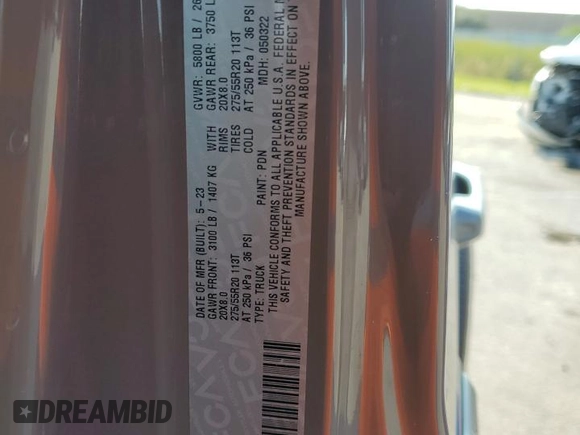 DATE OF MFR (BUILT): 5-23 GVWR: 5800 LB / 26
GAWR FRONT: 3100 LB / 1407 KG WITH GAWR REAR: 3750 L
20X8.0 RIMS 20X8.0
275/55R20 113T TIRES 275/55R20 113T
AT 250 kPa / 36 PSI COLD AT 250 kPa / 36 PSI
TYPE: TRUCK PAINT: PDN MDH: 050322
THIS VEHICLE CONFORMS TO ALL APPLICABLE U.S.A. FEDERAL
SAFETY AND THEFT PREVENTION STANDARDS IN EFFECT ON
MANUFACTURE SHOWN ABOVE.
DREAMBID